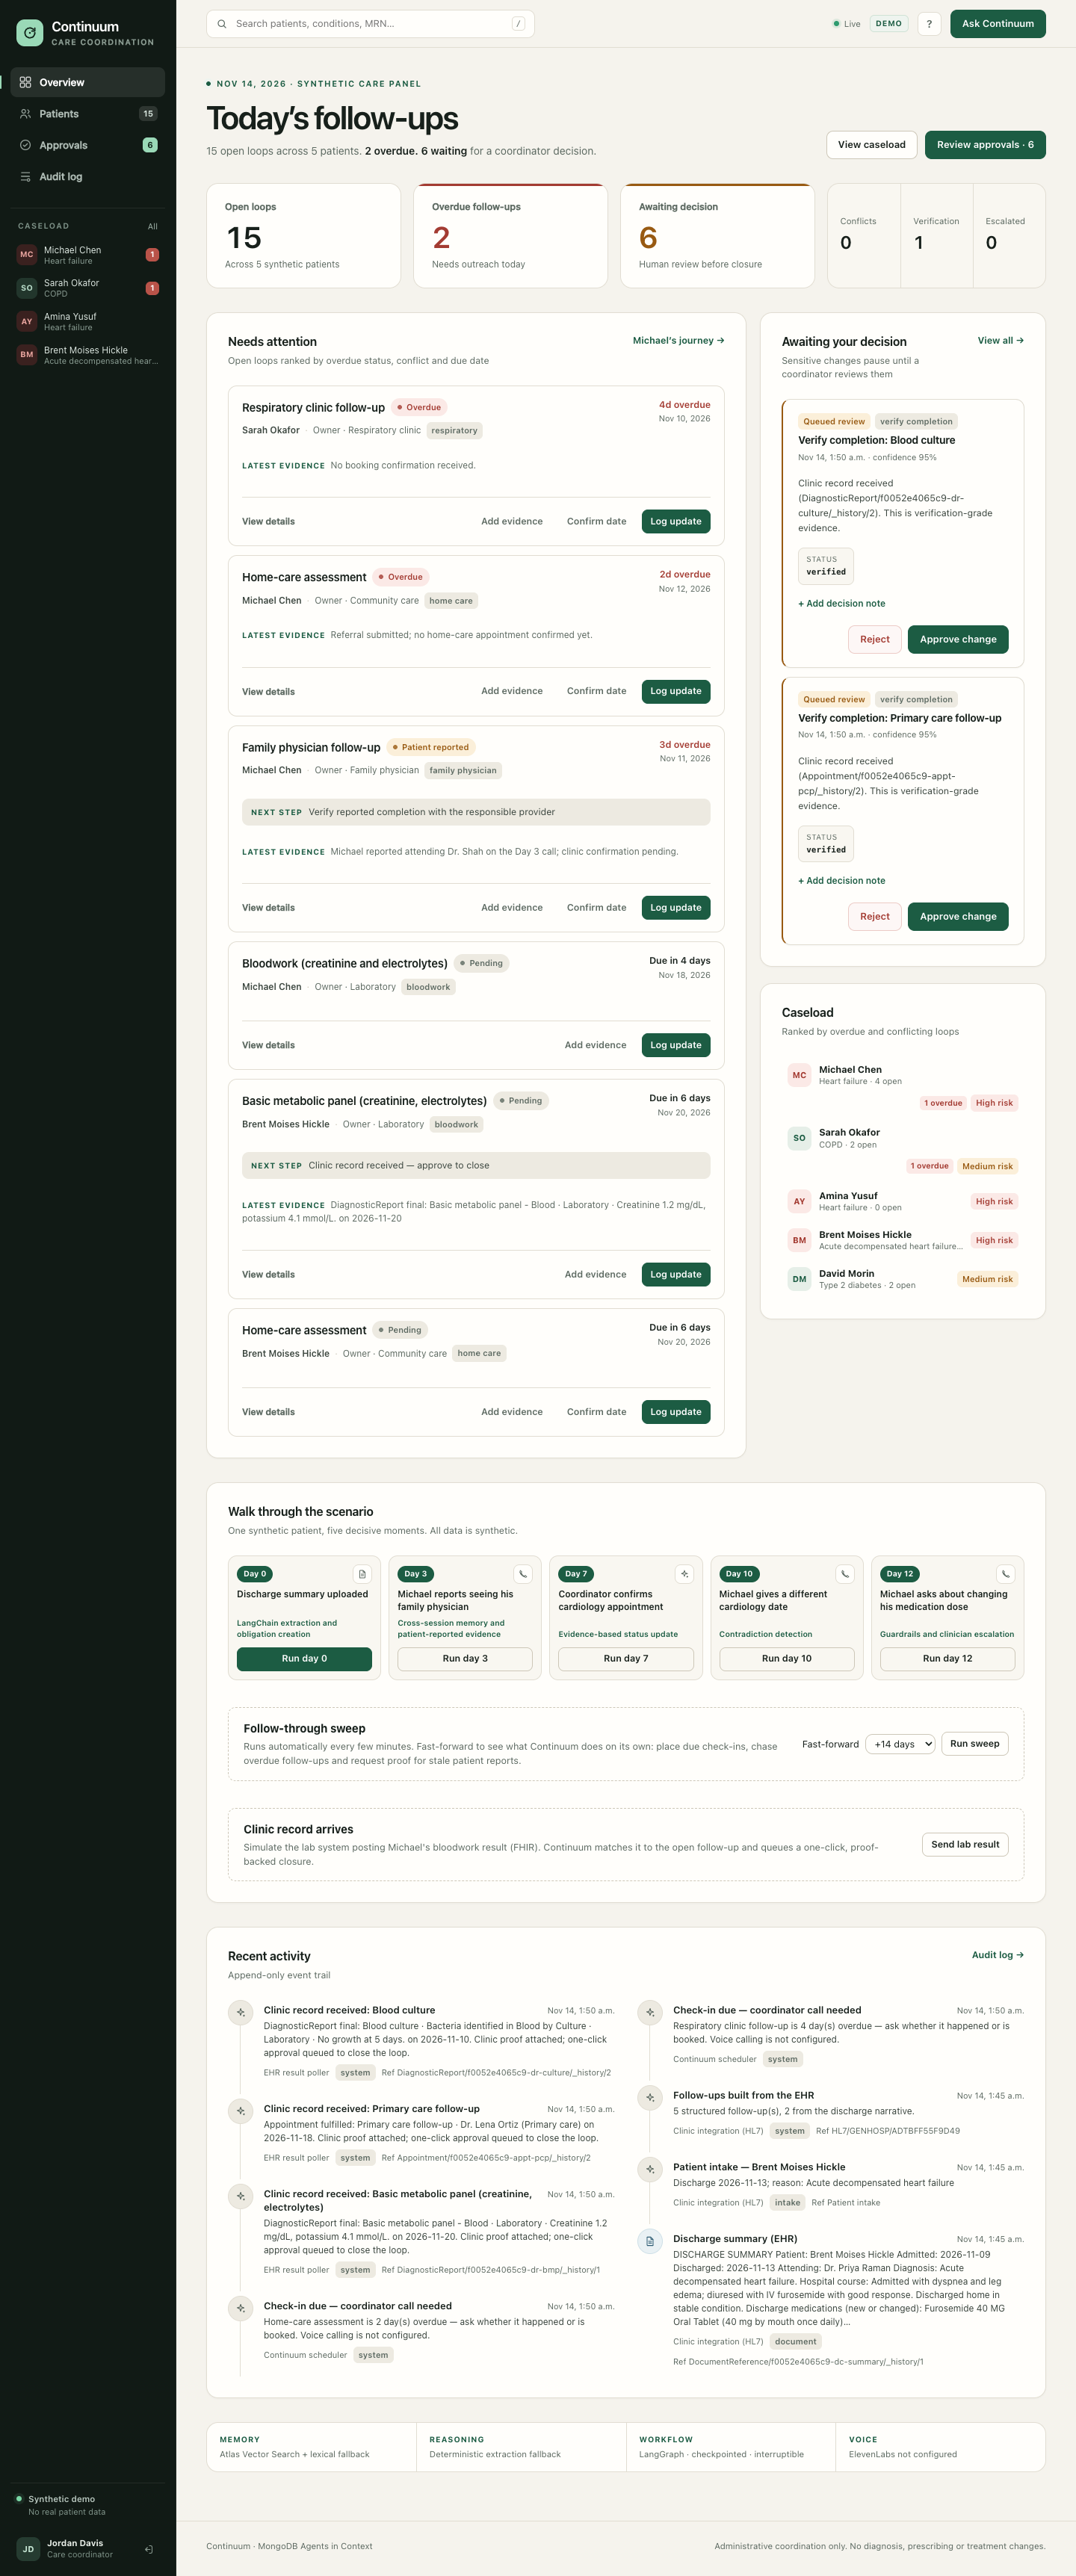 Continuum
CARE COORDINATION
Overview
Patients 15
Approvals 6
Audit log
CASELOAD All
MC Michael Chen 1
Heart failure
SO Sarah Okafor 1
COPD
AY Amina Yusuf
Heart failure
BM Brent Moises Hickle
Acute decompensated hear...
Synthetic demo
No real patient data
JD Jordan Davis
Care coordinator
Search patients, conditions, MRN... /
Live DEMO ? Ask Continuum
NOV 14, 2026 · SYNTHETIC CARE PANEL
Today's follow-ups
15 open loops across 5 patients. 2 overdue. 6 waiting for a coordinator decision.
View caseload Review approvals · 6
Open loops
15
Across 5 synthetic patients
Overdue follow-ups
2
Needs outreach today
Awaiting decision
6
Human review before closure
Conflicts
0
Verification
1
Escalated
0
Needs attention Michael's journey →
Open loops ranked by overdue status, conflict and due date
Respiratory clinic follow-up Overdue 4d overdue
Sarah Okafor · Owner · Respiratory clinic respiratory Nov 10, 2026
LATEST EVIDENCE No booking confirmation received.
View details Add evidence Confirm date Log update
Home-care assessment Overdue 2d overdue
Michael Chen · Owner · Community care home care Nov 12, 2026
LATEST EVIDENCE Referral submitted; no home-care appointment confirmed yet.
View details Add evidence Confirm date Log update
Family physician follow-up Patient reported 3d overdue
Michael Chen · Owner · Family physician family physician Nov 11, 2026
NEXT STEP Verify reported completion with the responsible provider
LATEST EVIDENCE Michael reported attending Dr. Shah on the Day 3 call; clinic confirmation pending.
View details Add evidence Confirm date Log update
Bloodwork (creatinine and electrolytes) Pending Due in 4 days
Michael Chen · Owner · Laboratory bloodwork Nov 18, 2026
View details Add evidence Log update
Basic metabolic panel (creatinine, electrolytes) Pending Due in 6 days
Brent Moises Hickle · Owner · Laboratory bloodwork Nov 20, 2026
NEXT STEP Clinic record received — approve to close
LATEST EVIDENCE DiagnosticReport final: Basic metabolic panel - Blood · Laboratory · Creatinine 1.2 mg/dL,
potassium 4.1 mmol/L. on 2026-11-20
View details Add evidence Log update
Home-care assessment Pending Due in 6 days
Brent Moises Hickle · Owner · Community care home care Nov 20, 2026
View details Add evidence Confirm date Log update
Awaiting your decision View all →
Sensitive changes pause until a
coordinator reviews them
Queued review verify completion
Verify completion: Blood culture
Nov 14, 1:50 a.m. · confidence 95%
Clinic record received
(DiagnosticReport/f0052e4065c9-dr-
culture/_history/2). This is verification-grade
evidence.
STATUS
verified
+ Add decision note
Reject Approve change
Queued review verify completion
Verify completion: Primary care follow-up
Nov 14, 1:50 a.m. · confidence 95%
Clinic record received
(Appointment/f0052e4065c9-appt-
pcp/_history/2). This is verification-grade
evidence.
STATUS
verified
+ Add decision note
Reject Approve change
Caseload
Ranked by overdue and conflicting loops
MC Michael Chen
Heart failure · 4 open
1 overdue High risk
SO Sarah Okafor
COPD · 2 open
1 overdue Medium risk
AY Amina Yusuf High risk
Heart failure · 0 open
BM Brent Moises Hickle High risk
Acute decompensated heart failure...
DM David Morin Medium risk
Type 2 diabetes · 2 open
Walk through the scenario
One synthetic patient, five decisive moments. All data is synthetic.
Day 0
Discharge summary uploaded
LangChain extraction and
obligation creation
Run day 0
Day 3
Michael reports seeing his
family physician
Cross-session memory and
patient-reported evidence
Run day 3
Day 7
Coordinator confirms
cardiology appointment
Evidence-based status update
Run day 7
Day 10
Michael gives a different
cardiology date
Contradiction detection
Run day 10
Day 12
Michael asks about changing
his medication dose
Guardrails and clinician escalation
Run day 12
Follow-through sweep
Runs automatically every few minutes. Fast-forward to see what Continuum does on its own: place due check-ins, chase
overdue follow-ups and request proof for stale patient reports.
Fast-forward +14 days Run sweep
Clinic record arrives
Simulate the lab system posting Michael's bloodwork result (FHIR). Continuum matches it to the open follow-up and queues a one-click, proof-
backed closure.
Send lab result
Recent activity Audit log →
Append-only event trail
Clinic record received: Blood culture Nov 14, 1:50 a.m.
DiagnosticReport final: Blood culture · Bacteria identified in Blood by Culture ·
Laboratory · No growth at 5 days. on 2026-11-10. Clinic proof attached; one-click
approval queued to close the loop.
EHR result poller system Ref DiagnosticReport/f0052e4065c9-dr-culture/_history/2
Clinic record received: Primary care follow-up Nov 14, 1:50 a.m.
Appointment fulfilled: Primary care follow-up · Dr. Lena Ortiz (Primary care) on
2026-11-18. Clinic proof attached; one-click approval queued to close the loop.
EHR result poller system Ref Appointment/f0052e4065c9-appt-pcp/_history/2
Clinic record received: Basic metabolic panel (creatinine, Nov 14, 1:50 a.m.
electrolytes)
DiagnosticReport final: Basic metabolic panel - Blood · Laboratory · Creatinine 1.2
mg/dL, potassium 4.1 mmol/L. on 2026-11-20. Clinic proof attached; one-click
approval queued to close the loop.
EHR result poller system Ref DiagnosticReport/f0052e4065c9-dr-bmp/_history/1
Check-in due — coordinator call needed Nov 14, 1:50 a.m.
Home-care assessment is 2 day(s) overdue — ask whether it happened or is
booked. Voice calling is not configured.
Continuum scheduler system
Check-in due — coordinator call needed Nov 14, 1:50 a.m.
Respiratory clinic follow-up is 4 day(s) overdue — ask whether it happened or is
booked. Voice calling is not configured.
Continuum scheduler system
Follow-ups built from the EHR Nov 14, 1:45 a.m.
5 structured follow-up(s), 2 from the discharge narrative.
Clinic integration (HL7) system Ref HL7/GENHOSP/ADTBFF55F9D49
Patient intake — Brent Moises Hickle Nov 14, 1:45 a.m.
Discharge 2026-11-13; reason: Acute decompensated heart failure
Clinic integration (HL7) intake Ref Patient intake
Discharge summary (EHR) Nov 14, 1:45 a.m.
DISCHARGE SUMMARY Patient: Brent Moises Hickle Admitted: 2026-11-09
Discharged: 2026-11-13 Attending: Dr. Priya Raman Diagnosis: Acute
decompensated heart failure. Hospital course: Admitted with dyspnea and leg
edema; diuresed with IV furosemide with good response. Discharged home in
stable condition. Discharge medications (new or changed): Furosemide 40 MG
Oral Tablet (40 mg by mouth once daily)...
Clinic integration (HL7) document
Ref DocumentReference/f0052e4065c9-dc-summary/_history/1
MEMORY
Atlas Vector Search + lexical fallback
REASONING
Deterministic extraction fallback
WORKFLOW
LangGraph · checkpointed · interruptible
VOICE
ElevenLabs not configured
Continuum · MongoDB Agents in Context
Administrative coordination only. No diagnosis, prescribing or treatment changes.